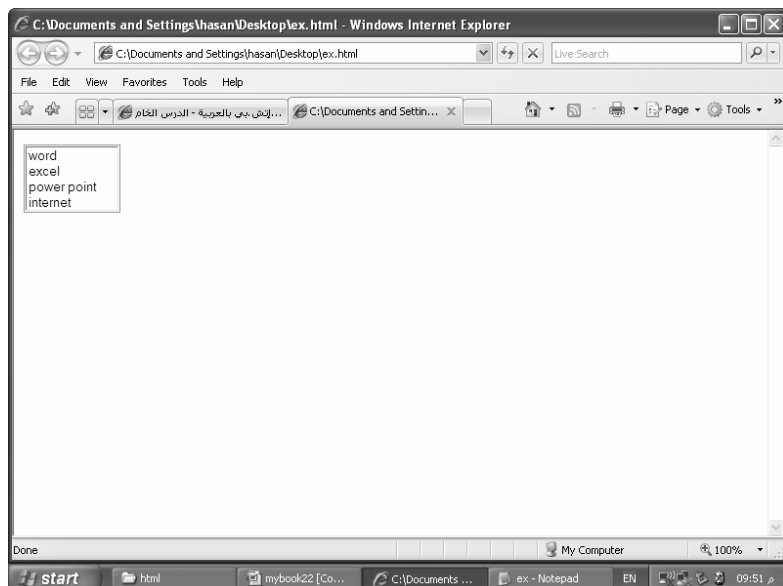 C:\Documents and Settings\hasan\Desktop\ex.html - Windows Internet Explorer
C:\Documents and Settings\hasan\Desktop\ex.html
Live Search
File Edit View Favorites Tools Help
...إتش.بي بالعربية - الدرس الخام
C:\Documents and Settin...
Page
Tools
word
excel
power point
internet
Done
My Computer
100%
start
html
mybook22 [Co...
C:\Documents ...
ex - Notepad
EN
09:51 م